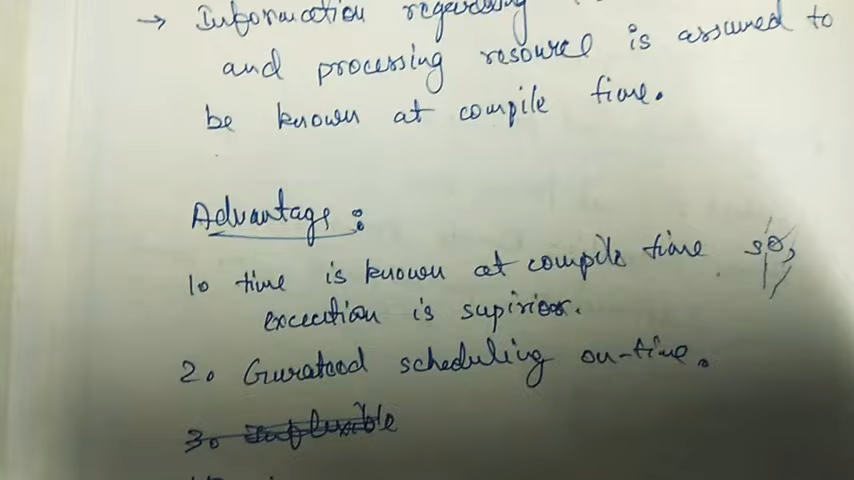 → Information regarding
and processing resource is assumed to
be known at compile time.
Advantage :
1. time is known at compile time so,
execution is supirior.
2. Gurateed scheduling on-time.
3. Inflexible